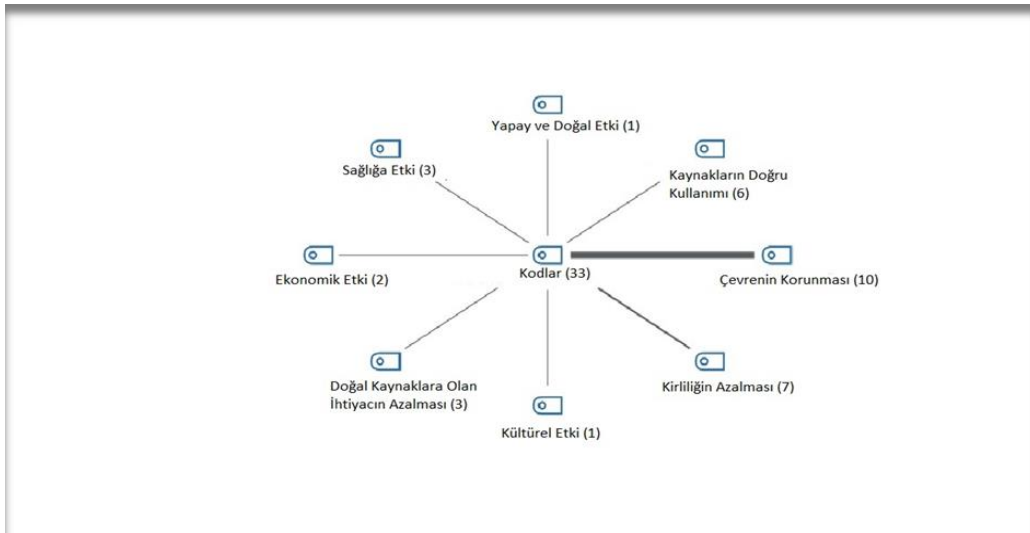 Yapay ve Doğal Etki (1)
Sağlığa Etki (3)
Kaynakların Doğru
Kullanımı (6)
Kodlar (33)
Ekonomik Etki (2)
Çevrenin Korunması (10)
Doğal Kaynaklara Olan
İhtiyacın Azalması (3)
Kirliliğin Azalması (7)
Kültürel Etki (1)